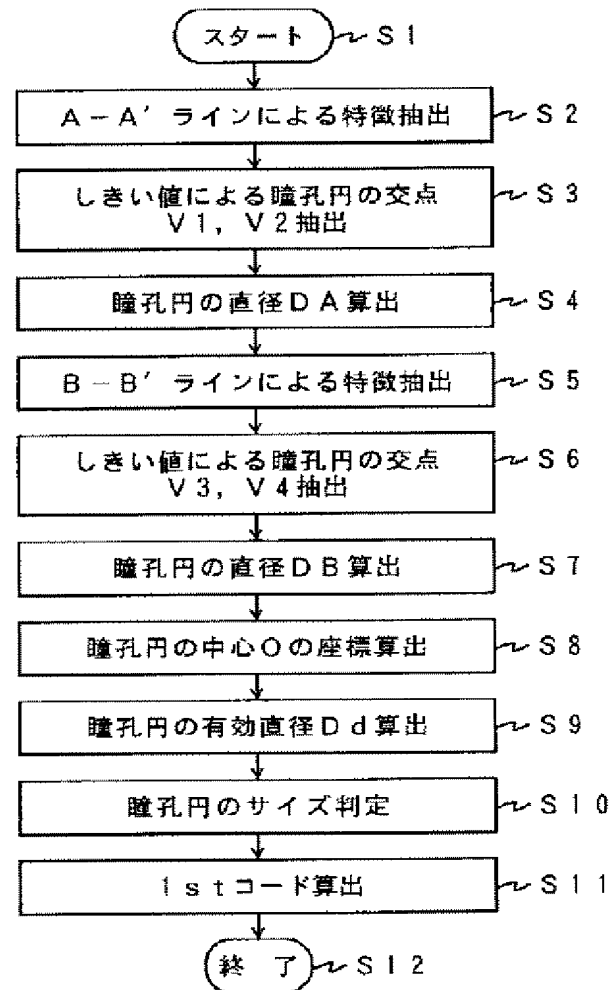 スタート S1
A-A′ラインによる特徴抽出 S2
しきい値による瞳孔円の交点 S3
V1,V2抽出
瞳孔円の直径DA算出 S4
B-B′ラインによる特徴抽出 S5
しきい値による瞳孔円の交点 S6
V3,V4抽出
瞳孔円の直径DB算出 S7
瞳孔円の中心Oの座標算出 S8
瞳孔円の有効直径Dd算出 S9
瞳孔円のサイズ判定 S10
1stコード算出 S11
終 了 S12